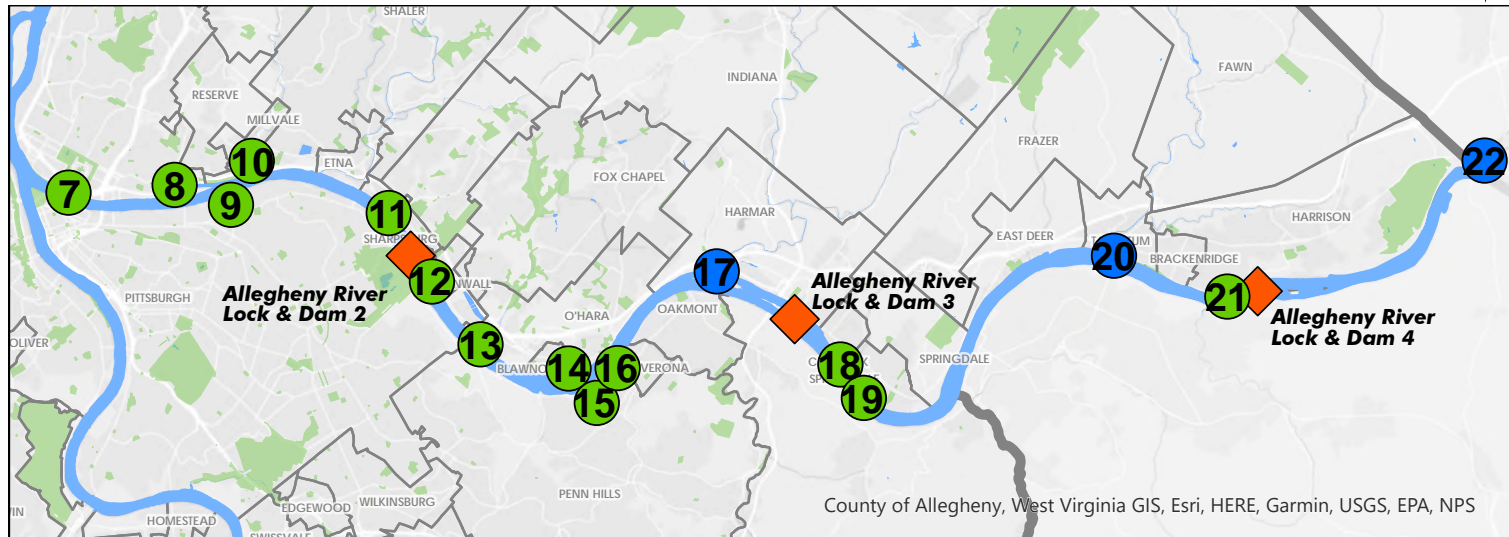 SHALER
INDIANA
FAWN
RESERVE
MILLVALE
ETNA
FRAZER
FOX CHAPEL
HARMAR
HARRISON
EAST DEER
BRACKENRIDGE
PITTSBURGH
O'HARA
OAKMONT
SPRINGDALE
VERONA
PENN HILLS
WILKINSBURG
EDGEWOOD
HOMESTEAD
7
8
9
10
11
12
13
14
15
16
17
18
19
20
21
22
Allegheny River
Lock & Dam 2
Allegheny River
Lock & Dam 3
Allegheny River
Lock & Dam 4
County of Allegheny, West Virginia GIS, Esri, HERE, Garmin, USGS, EPA, NPS